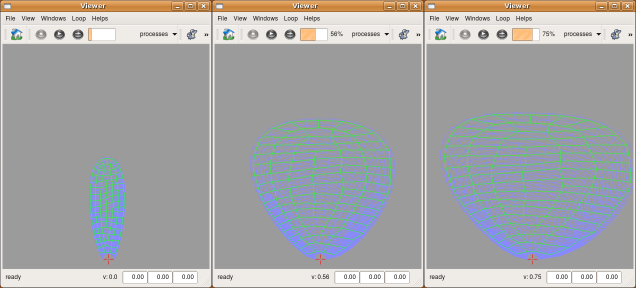 Viewer
File View Windows Loop Helps
processes »
ready v: 0.0 0.00 0.00 0.00
Viewer
File View Windows Loop Helps
56% processes »
ready v: 0.56 0.00 0.00 0.00
Viewer
File View Windows Loop Helps
75% processes »
ready v: 0.75 0.00 0.00 0.00